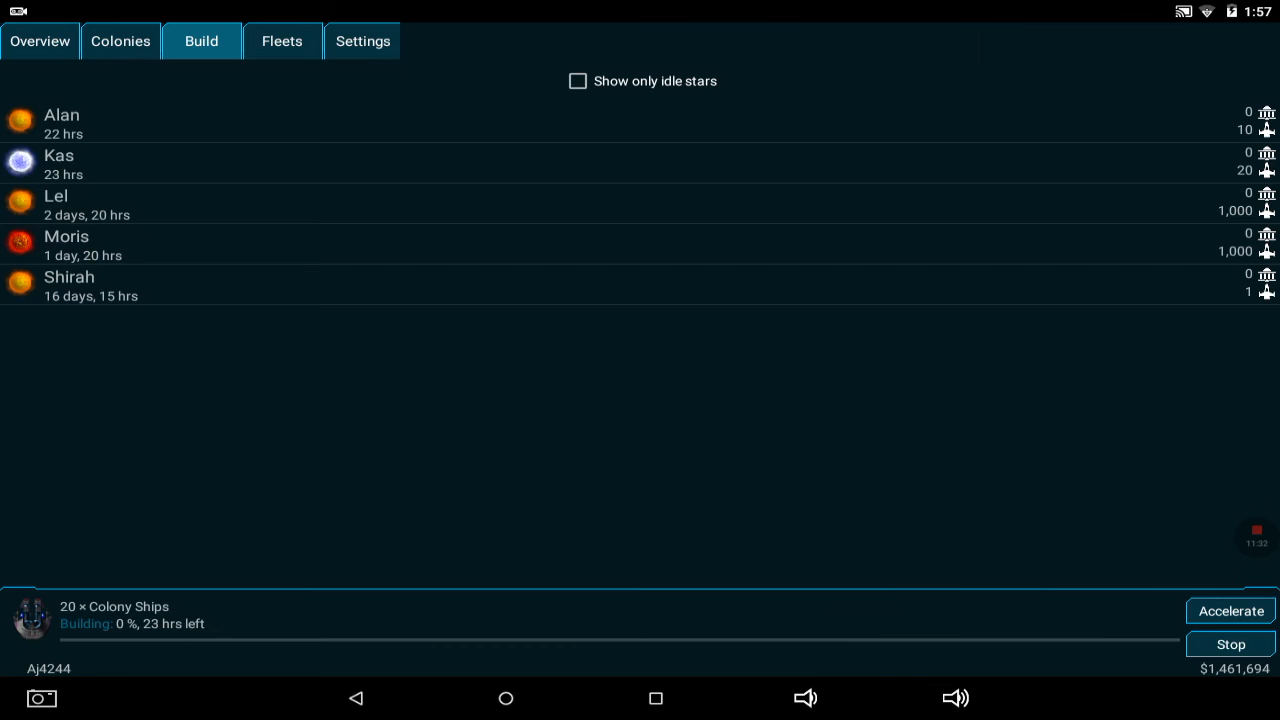 1:57
Overview Colonies Build Fleets Settings
Show only idle stars
Alan 0
22 hrs 10
Kas 0
23 hrs 20
Lel 0
2 days, 20 hrs 1,000
Moris 0
1 day, 20 hrs 1,000
Shirah 0
16 days, 15 hrs 1
11:32
20 × Colony Ships
Accelerate
Building: 0 %, 23 hrs left
Stop
Aj4244 $1,461,694